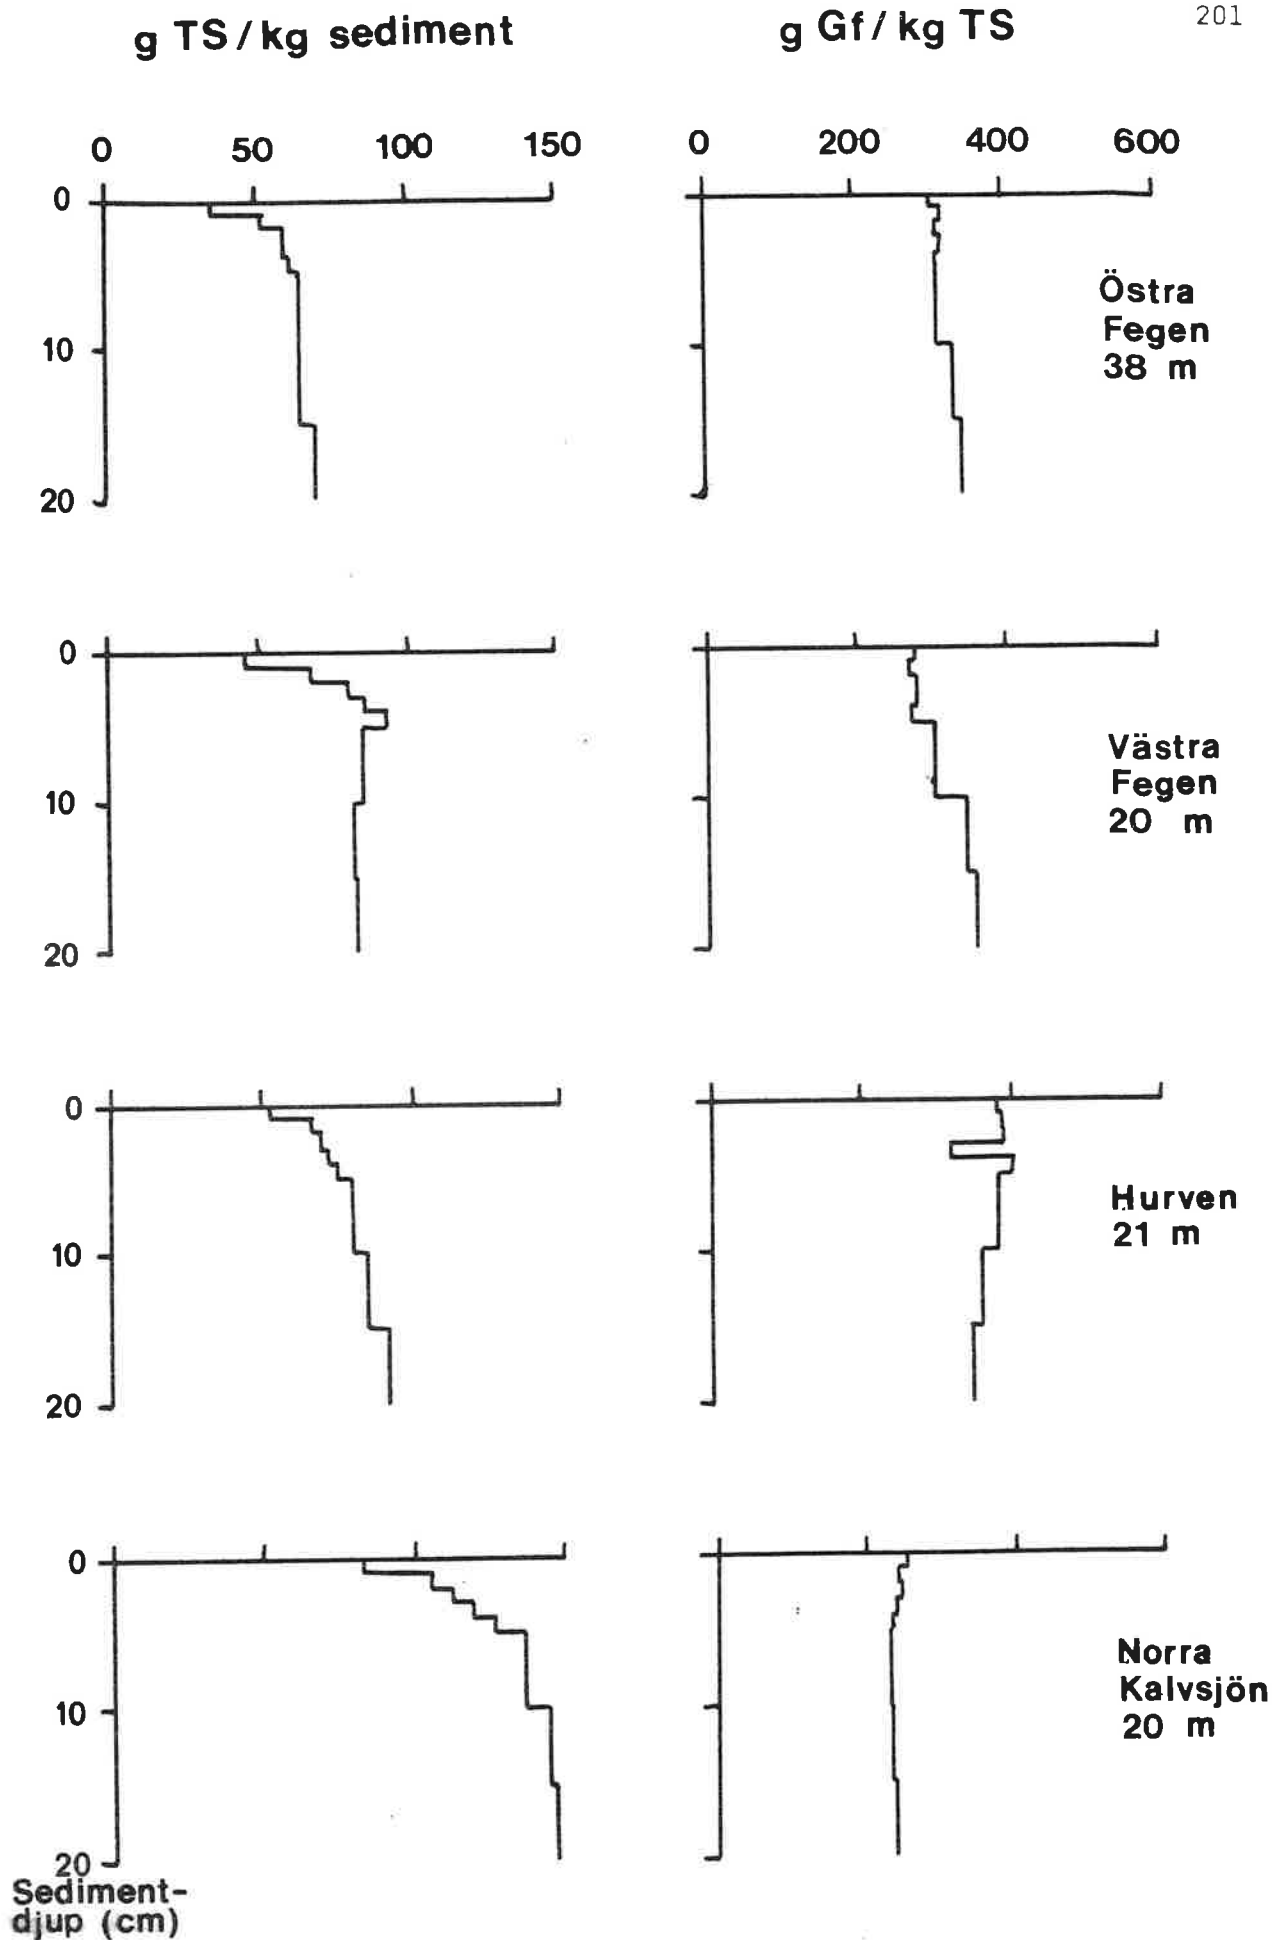 201
g TS/kg sediment
g Gf/kg TS
0 50 100 150
0 200 400 600
0
10
20
Östra
Fegen
38 m
0
10
20
Västra
Fegen
20 m
0
10
20
Hurven
21 m
0
10
20
Norra
Kalvsjön
20 m
Sediment-
djup (cm)